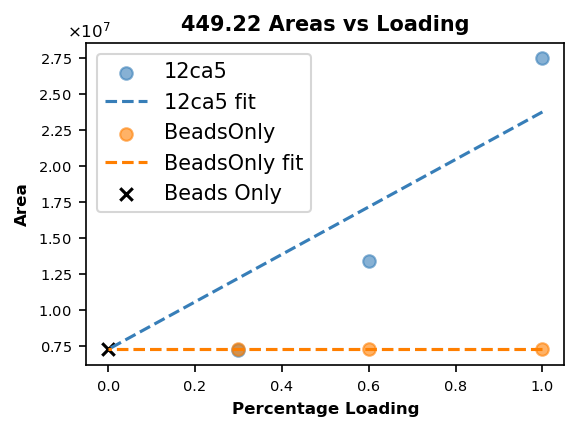 449.22 Areas vs Loading
×10⁷
12ca5
12ca5 fit
BeadsOnly
BeadsOnly fit
Beads Only
Area
2.75
2.50
2.25
2.00
1.75
1.50
1.25
1.00
0.75
0.0 0.2 0.4 0.6 0.8 1.0
Percentage Loading